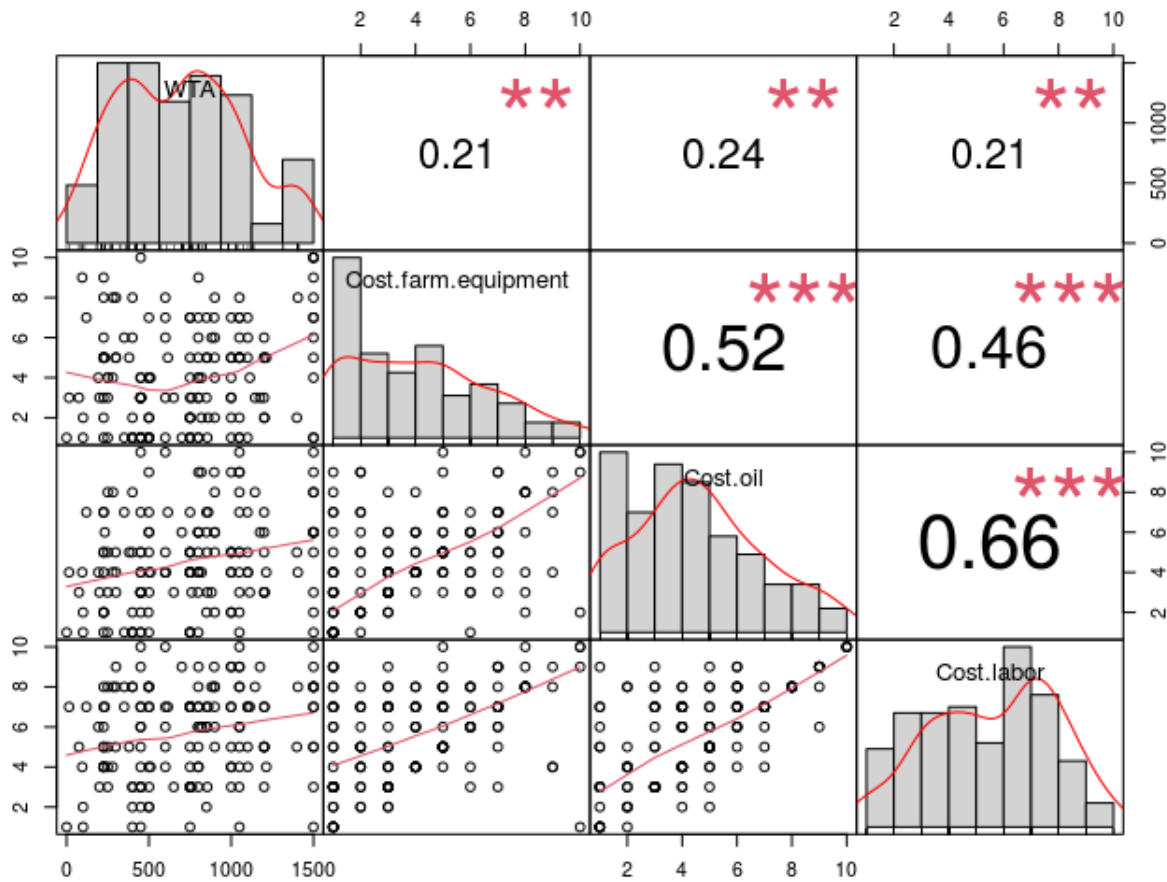 2 4 6 8 10 2 4 6 8 10
WTA ** ** **
0.21 0.24 0.21
0 500 1000
Cost.farm.equipment *** ***
0.52 0.46
2 4 6 8 10
Cost.oil ***
0.66
2 4 6 8 10
Cost.labor
2 4 6 8 10
0 500 1000 1500 2 4 6 8 10